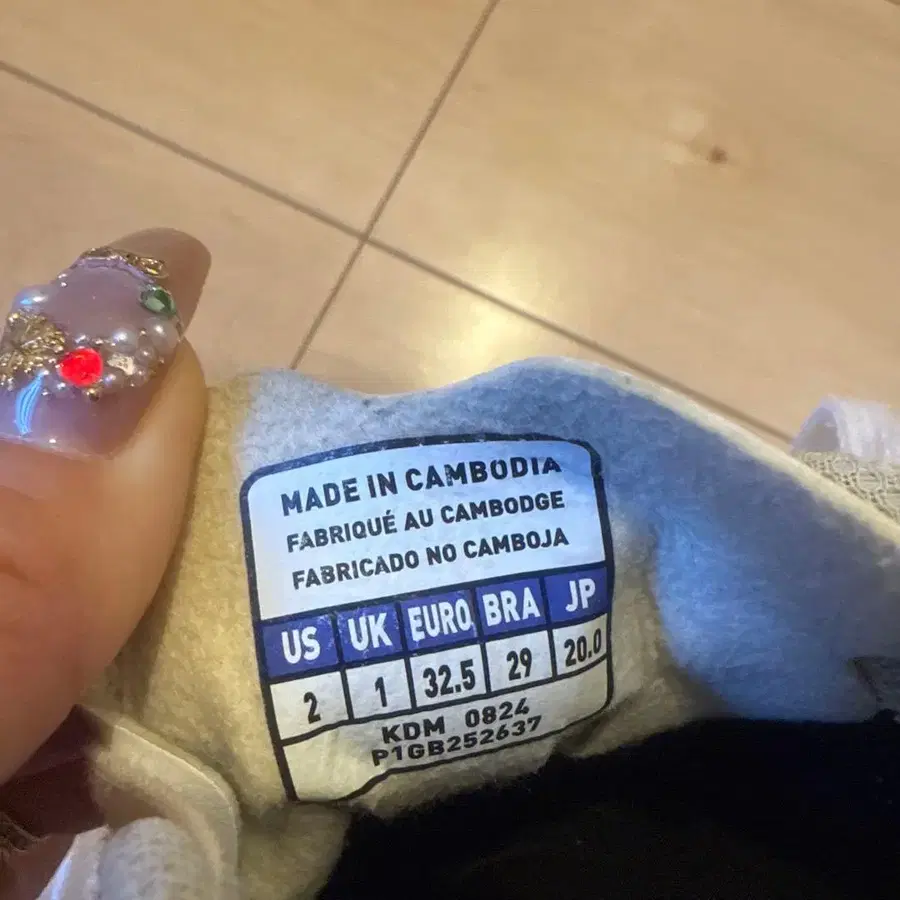 MADE IN CAMBODIA
FABRIQUÉ AU CAMBODGE
FABRICADO NO CAMBOJA
US UK EURO BRA JP
2 1 32.5 29 20.0
KDM 0824
P1GB252637